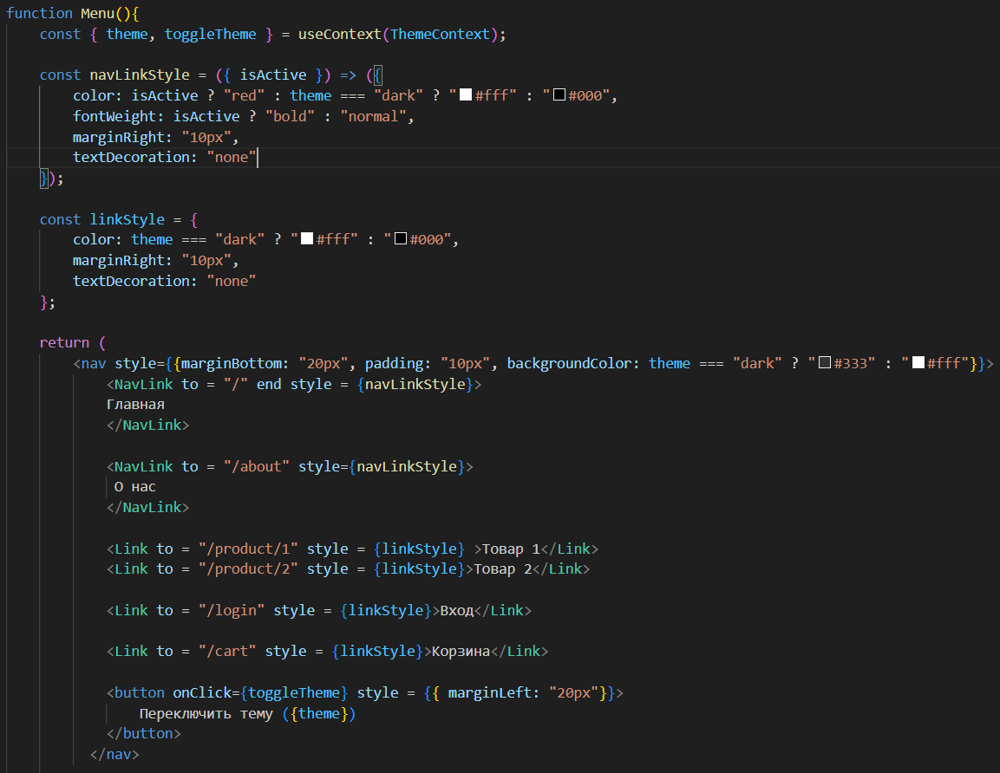 function Menu(){
    const { theme, toggleTheme } = useContext(ThemeContext);

    const navLinkStyle = ({ isActive }) => ({
        color: isActive ? "red" : theme === "dark" ? "#fff" : "#000",
        fontWeight: isActive ? "bold" : "normal",
        marginRight: "10px",
        textDecoration: "none"
    });

    const linkStyle = {
        color: theme === "dark" ? "#fff" : "#000",
        marginRight: "10px",
        textDecoration: "none"
    };

    return (
        <nav style={{marginBottom: "20px", padding: "10px", backgroundColor: theme === "dark" ? "#333" : "#fff"}}>
            <NavLink to = "/" end style = {navLinkStyle}>
            Главная
            </NavLink>

            <NavLink to = "/about" style={navLinkStyle}>
             О нас
            </NavLink>

            <Link to = "/product/1" style = {linkStyle} >Товар 1</Link>
            <Link to = "/product/2" style = {linkStyle}>Товар 2</Link>

            <Link to = "/login" style = {linkStyle}>Вход</Link>

            <Link to = "/cart" style = {linkStyle}>Корзина</Link>

            <button onClick={toggleTheme} style = {{ marginLeft: "20px"}}>
                Переключить тему ({theme})
            </button>
          </nav>